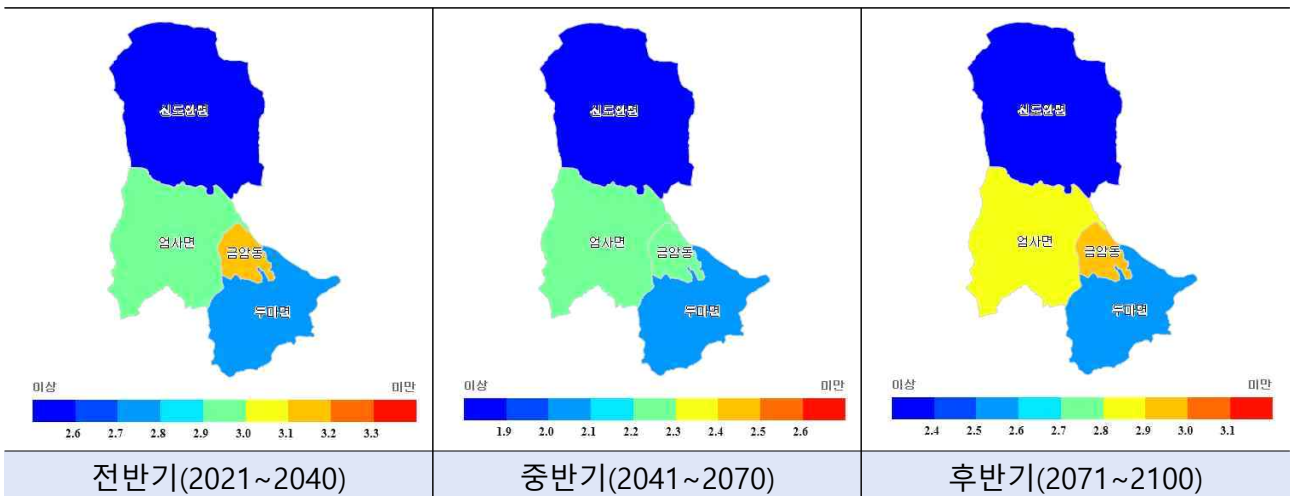 신도안면
엄사면
금암동
두마면
이상 미만
2.6 2.7 2.8 2.9 3.0 3.1 3.2 3.3
전반기(2021~2040)
신도안면
엄사면
금암동
두마면
이상 미만
1.9 2.0 2.1 2.2 2.3 2.4 2.5 2.6
중반기(2041~2070)
신도안면
엄사면
금암동
두마면
이상 미만
2.4 2.5 2.6 2.7 2.8 2.9 3.0 3.1
후반기(2071~2100)